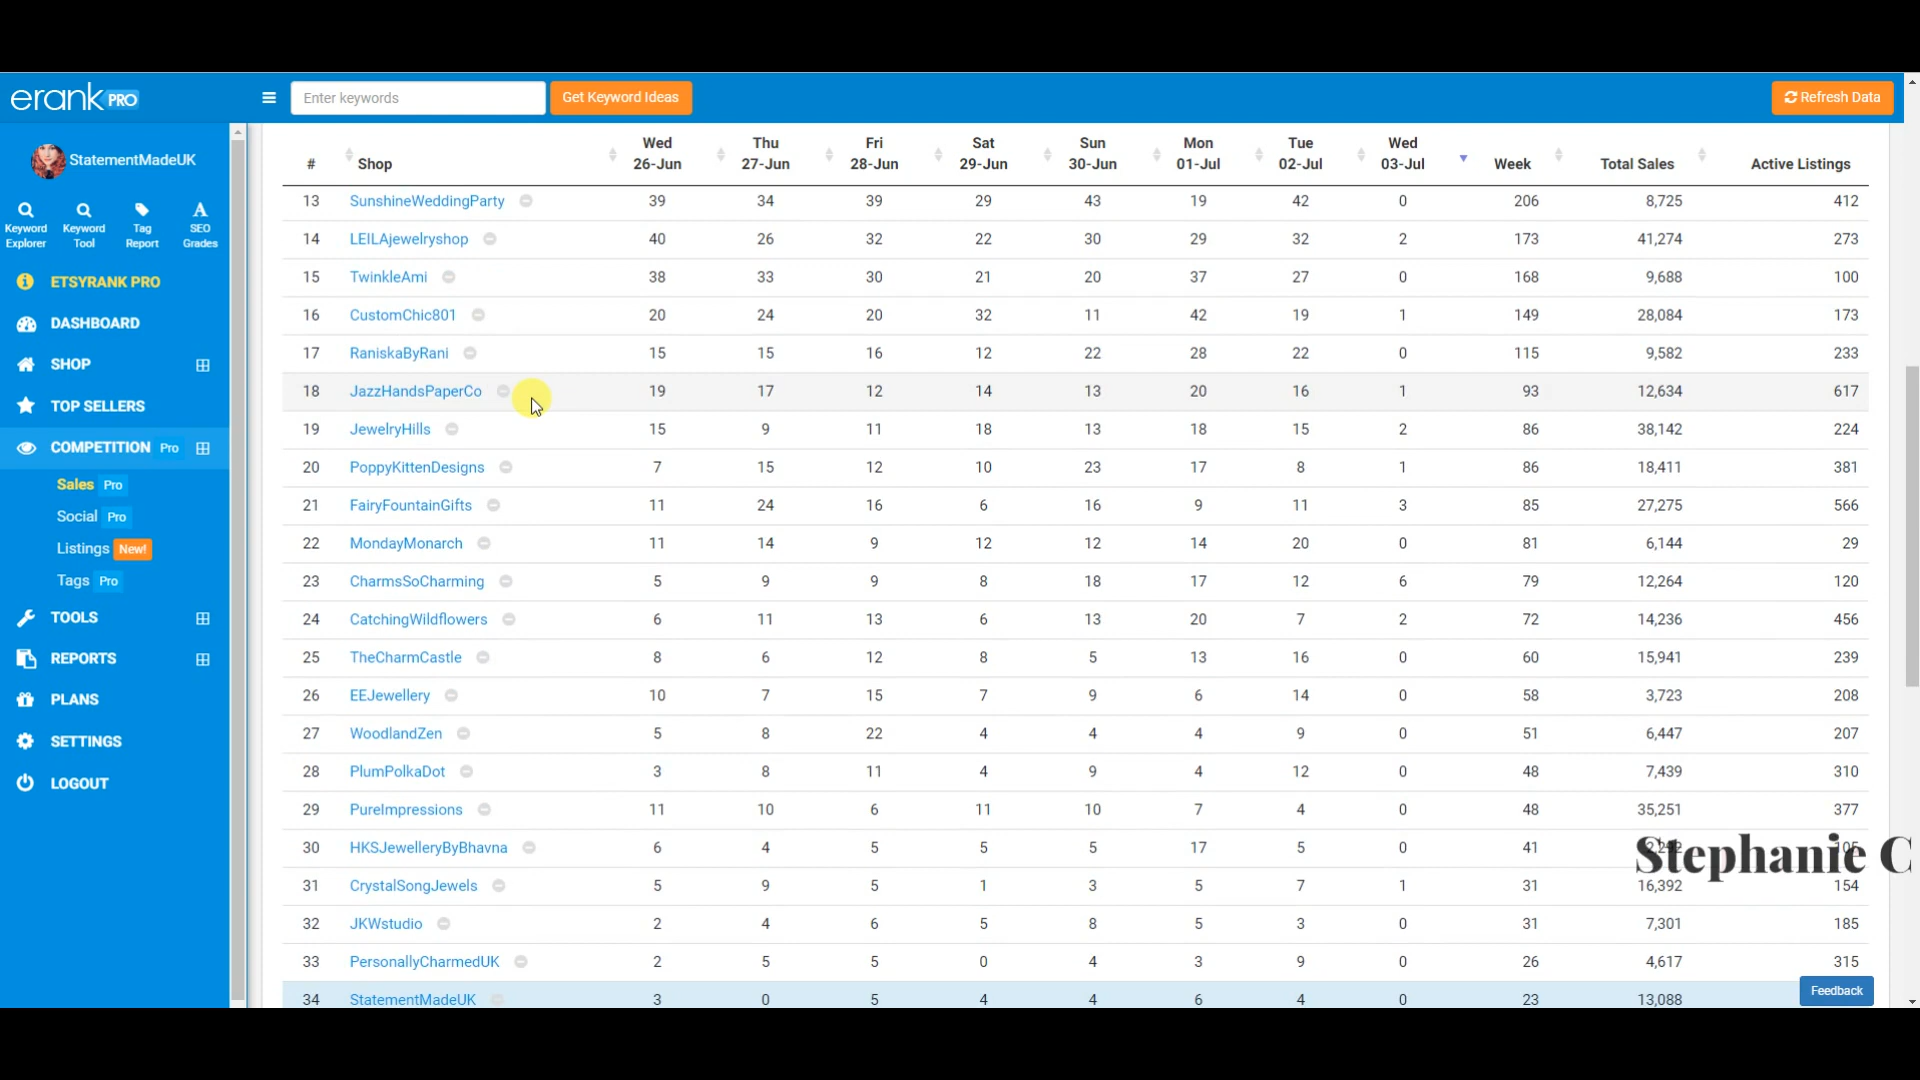 erank PRO
Enter keywords
Get Keyword Ideas
Refresh Data
StatementMadeUK
Keyword Explorer
Keyword Tool
Tag Report
SEO Grades
ETSYRANK PRO
DASHBOARD
SHOP
TOP SELLERS
COMPETITION Pro
Sales Pro
Social Pro
Listings New!
Tags Pro
TOOLS
REPORTS
PLANS
SETTINGS
LOGOUT
# Shop Wed 26-Jun Thu 27-Jun Fri 28-Jun Sat 29-Jun Sun 30-Jun Mon 01-Jul Tue 02-Jul Wed 03-Jul Week Total Sales Active Listings
13 SunshineWeddingParty 39 34 39 29 43 19 42 0 206 8,725 412
14 LEILAjewelryshop 40 26 32 22 30 29 32 2 173 41,274 273
15 TwinkleAmi 38 33 30 21 20 37 27 0 168 9,688 100
16 CustomChic801 20 24 20 32 11 42 19 1 149 28,084 173
17 RaniskaByRani 15 15 16 12 22 28 22 0 115 9,582 233
18 JazzHandsPaperCo 19 17 12 14 13 20 16 1 93 12,634 617
19 JewelryHills 15 9 11 18 13 18 15 2 86 38,142 224
20 PoppyKittenDesigns 7 15 12 10 23 17 8 1 86 18,411 381
21 FairyFountainGifts 11 24 16 6 16 9 11 3 85 27,275 566
22 MondayMonarch 11 14 9 12 12 14 20 0 81 6,144 29
23 CharmsSoCharming 5 9 9 8 18 17 12 6 79 12,264 120
24 CatchingWildflowers 6 11 13 6 13 20 7 2 72 14,236 456
25 TheCharmCastle 8 6 12 8 5 13 16 0 60 15,941 239
26 EEJewellery 10 7 15 7 9 6 14 0 58 3,723 208
27 WoodlandZen 5 8 22 4 4 4 9 0 51 6,447 207
28 PlumPolkaDot 3 8 11 4 9 4 12 0 48 7,439 310
29 PureImpressions 11 10 6 11 10 7 4 0 48 35,251 377
30 HKSJewelleryByBhavna 6 4 5 5 5 17 5 0 41
Stephanie C
31 CrystalSongJewels 5 9 5 1 3 5 7 1 31 16,392 154
32 JKWstudio 2 4 6 5 8 5 3 0 31 7,301 185
33 PersonallyCharmedUK 2 5 5 0 4 3 9 0 26 4,617 315
34 StatementMadeUK 3 0 5 4 4 6 4 0 23 13,088
Feedback